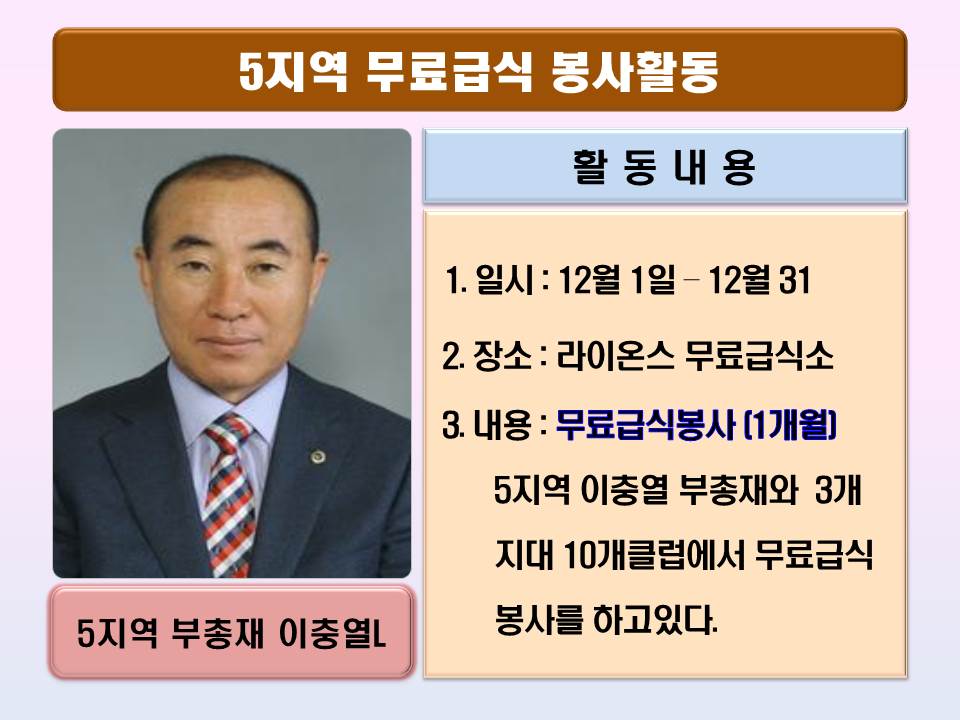 5지역 무료급식 봉사활동
활 동 내 용
1. 일시 : 12월 1일 – 12월 31
2. 장소 : 라이온스 무료급식소
3. 내용 : 무료급식봉사 (1개월)
5지역 이충열 부총재와 3개
지대 10개클럽에서 무료급식
봉사를 하고있다.
5지역 부총재 이충열L